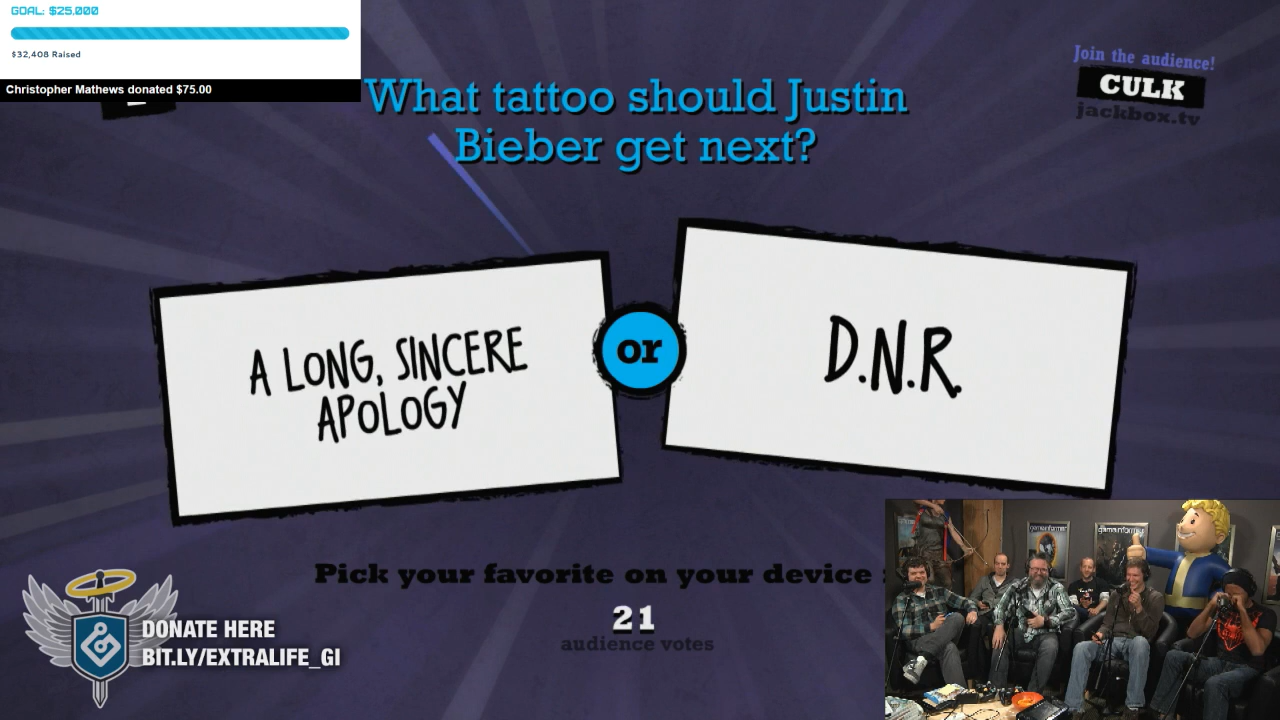 GOAL: $25,000
$32,408 Raised
Christopher Mathews donated $75.00
What tattoo should Justin
Bieber get next?
Join the audience!
CULK
jackbox.tv
A LONG, SINCERE
APOLOGY
or
D.N.R.
Pick your favorite on your device
21
audience votes
DONATE HERE
BIT.LY/EXTRALIFE_GI
gameinformer
gameinformer